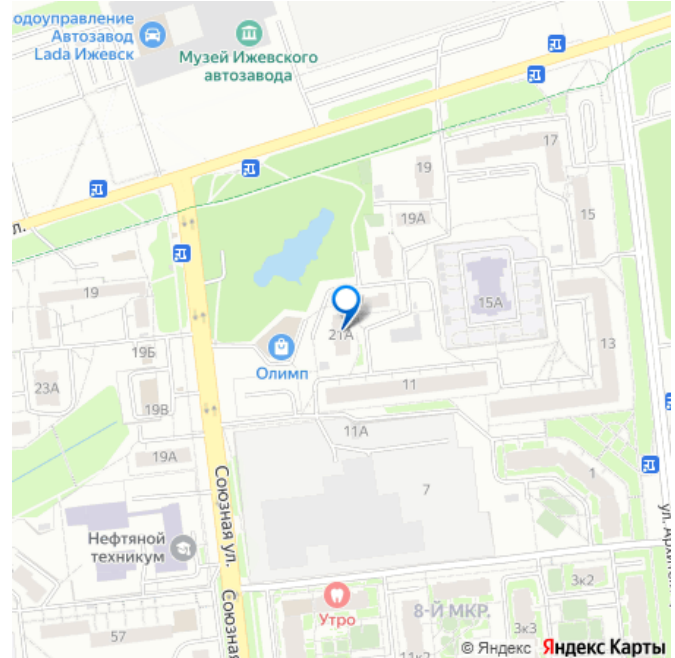 одоуправление
Автозавод
Lada Ижевск
Музей Ижевского
автозавода
17
19
19А
15
л.
19
15А
21А
13
Олимп
19Б
23А
11
19В
11А
19А
1
7
Союзная ул.
Нефтяной
техникум
ул. Архит
3к2
Утро
8-Й МКР.
57
Союзная
3к3
11к2
© Яндекс Яндекс Карты